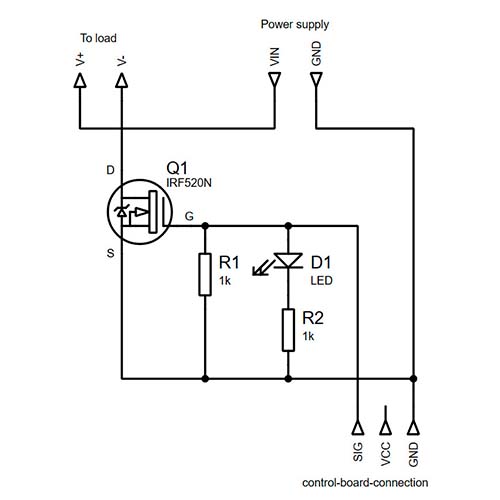 Power supply
To load
V+
V-
VIN
GND
D
Q1
IRF520N
G
S
R1
1k
D1
LED
R2
1k
SIG
VCC
GND
control-board-connection